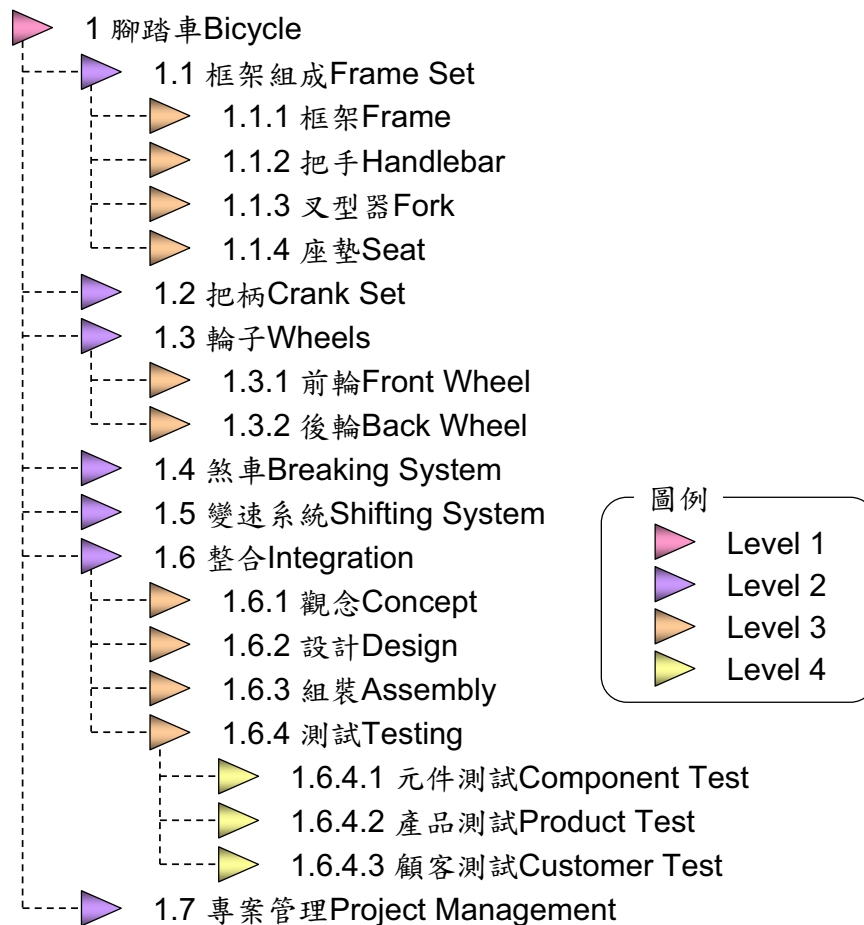 1 腳踏車Bicycle
1.1 框架組成Frame Set
1.1.1 框架Frame
1.1.2 把手Handlebar
1.1.3 叉型器Fork
1.1.4 座墊Seat
1.2 把柄Crank Set
1.3 輪子Wheels
1.3.1 前輪Front Wheel
1.3.2 後輪Back Wheel
1.4 煞車Breaking System
1.5 變速系統Shifting System
1.6 整合Integration
1.6.1 觀念Concept
1.6.2 設計Design
1.6.3 組裝Assembly
1.6.4 測試Testing
1.6.4.1 元件測試Component Test
1.6.4.2 產品測試Product Test
1.6.4.3 顧客測試Customer Test
1.7 專案管理Project Management
圖例
Level 1
Level 2
Level 3
Level 4